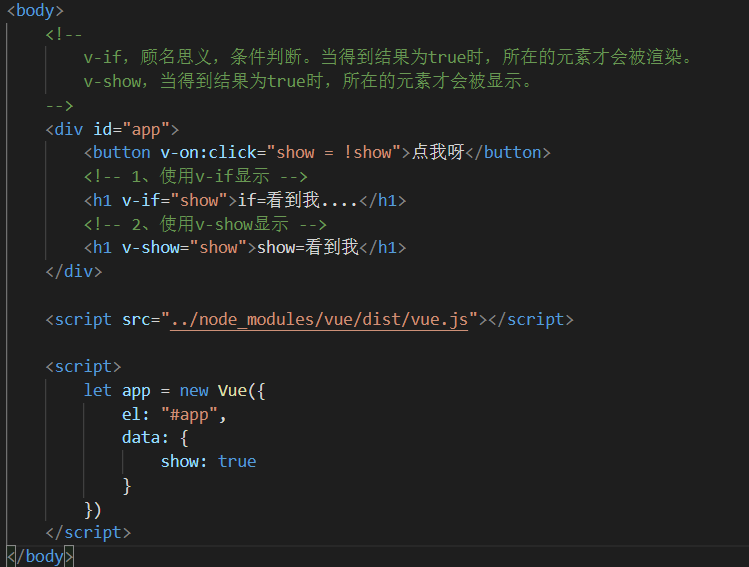 <body>
<!--
v-if，顾名思义，条件判断。当得到结果为true时，所在的元素才会被渲染。
v-show，当得到结果为true时，所在的元素才会被显示。
-->
<div id="app">
<button v-on:click="show = !show">点我呀</button>
<!-- 1、使用v-if显示 -->
<h1 v-if="show">if=看到我....</h1>
<!-- 2、使用v-show显示 -->
<h1 v-show="show">show=看到我</h1>
</div>
<script src="../node_modules/vue/dist/vue.js"></script>
<script>
let app = new Vue({
el: "#app",
data: {
show: true
}
})
</script>
</body>